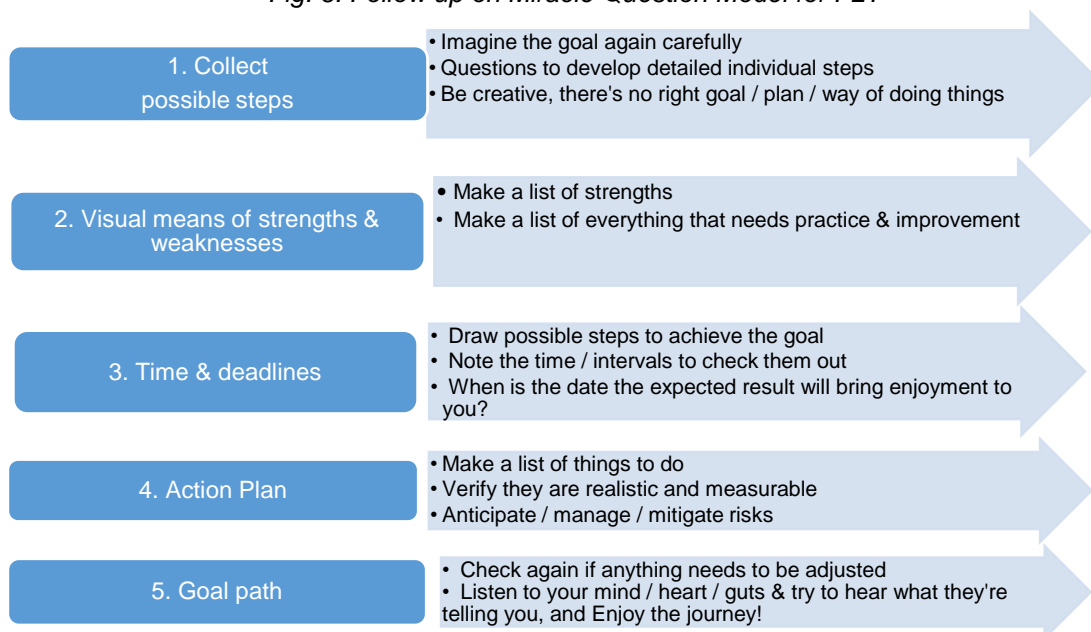 1. Collect
possible steps
• Imagine the goal again carefully
• Questions to develop detailed individual steps
• Be creative, there's no right goal / plan / way of doing things
2. Visual means of strengths &
weaknesses
• Make a list of strengths
• Make a list of everything that needs practice & improvement
3. Time & deadlines
• Draw possible steps to achieve the goal
• Note the time / intervals to check them out
• When is the date the expected result will bring enjoyment to
you?
4. Action Plan
• Make a list of things to do
• Verify they are realistic and measurable
• Anticipate / manage / mitigate risks
5. Goal path
• Check again if anything needs to be adjusted
• Listen to your mind / heart / guts & try to hear what they're
telling you, and Enjoy the journey!